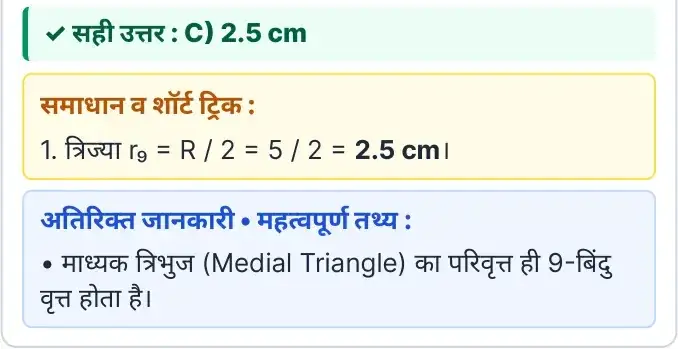 ✓ सही उत्तर : C) 2.5 cm
समाधान व शॉर्ट ट्रिक :
1. त्रिज्या r₉ = R / 2 = 5 / 2 = 2.5 cm।
अतिरिक्त जानकारी • महत्वपूर्ण तथ्य :
• माध्यक त्रिभुज (Medial Triangle) का परिवृत्त ही 9-बिंदु
वृत्त होता है।